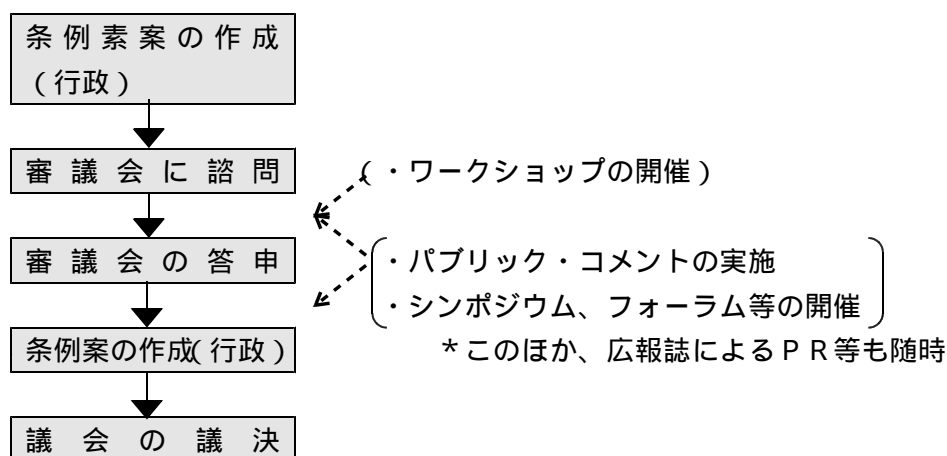 条例素案の作成
（行政）
審議会に諮問
（・ワークショップの開催）
審議会の答申
・パブリック・コメントの実施
・シンポジウム、フォーラム等の開催
条例案の作成（行政）
＊このほか、広報誌によるＰＲ等も随時
議会の議決